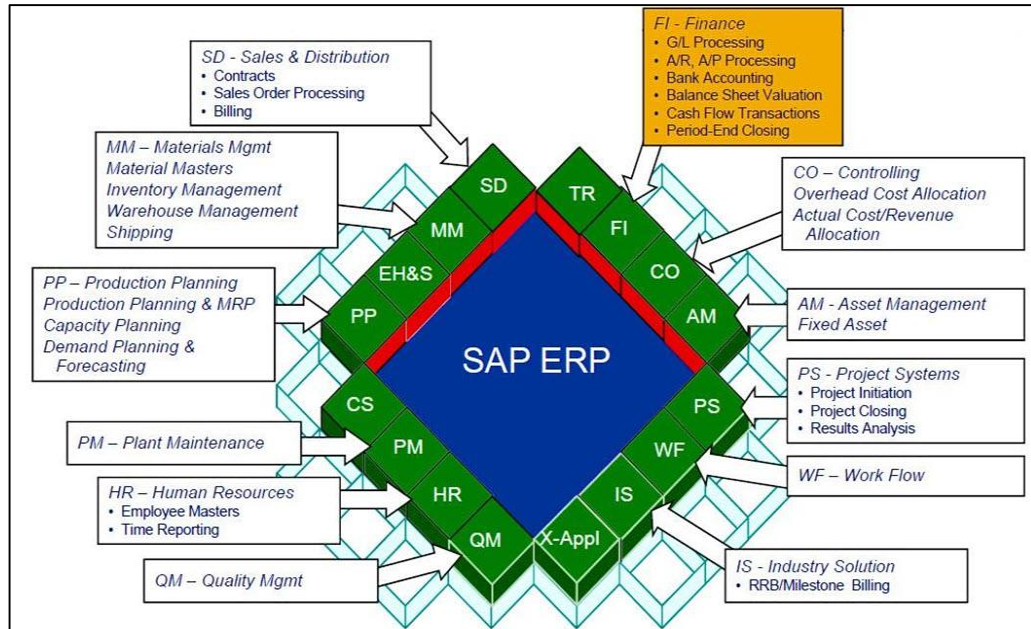 SD - Sales & Distribution
• Contracts
• Sales Order Processing
• Billing
FI - Finance
• G/L Processing
• A/R, A/P Processing
• Bank Accounting
• Balance Sheet Valuation
• Cash Flow Transactions
• Period-End Closing
MM – Materials Mgmt
Material Masters
Inventory Management
Warehouse Management
Shipping
CO – Controlling
Overhead Cost Allocation
Actual Cost/Revenue
Allocation
PP – Production Planning
Production Planning & MRP
Capacity Planning
Demand Planning &
Forecasting
AM - Asset Management
Fixed Asset
PS - Project Systems
• Project Initiation
• Project Closing
• Results Analysis
PM – Plant Maintenance
WF – Work Flow
HR – Human Resources
• Employee Masters
• Time Reporting
QM – Quality Mgmt
IS - Industry Solution
• RRB/Milestone Billing
SD
MM
EH&S
PP
TR
FI
CO
AM
SAP ERP
CS
PM
HR
QM
PS
WF
IS
X-Appl